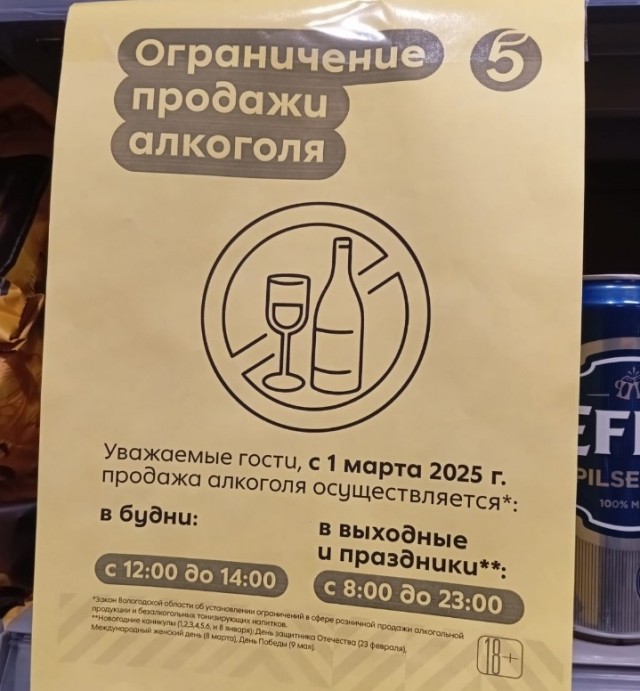 Ограничение
продажи
алкоголя
5
Уважаемые гости, с 1 марта 2025 г.
продажа алкоголя осуществляется*:
в будни:
с 12:00 до 14:00
в выходные
и праздники**:
с 8:00 до 23:00
*Закон Вологодской области об установлении ограничений в сфере розничной продажи алкогольной
продукции и безалкогольных тонизирующих напитков.
**Новогодние каникулы (1,2,3,4,5,6, и 8 января); День защитника Отечества (23 февраля),
Международный женский день (8 марта), День Победы (9 мая).
18+
EF
PILSE
100% M